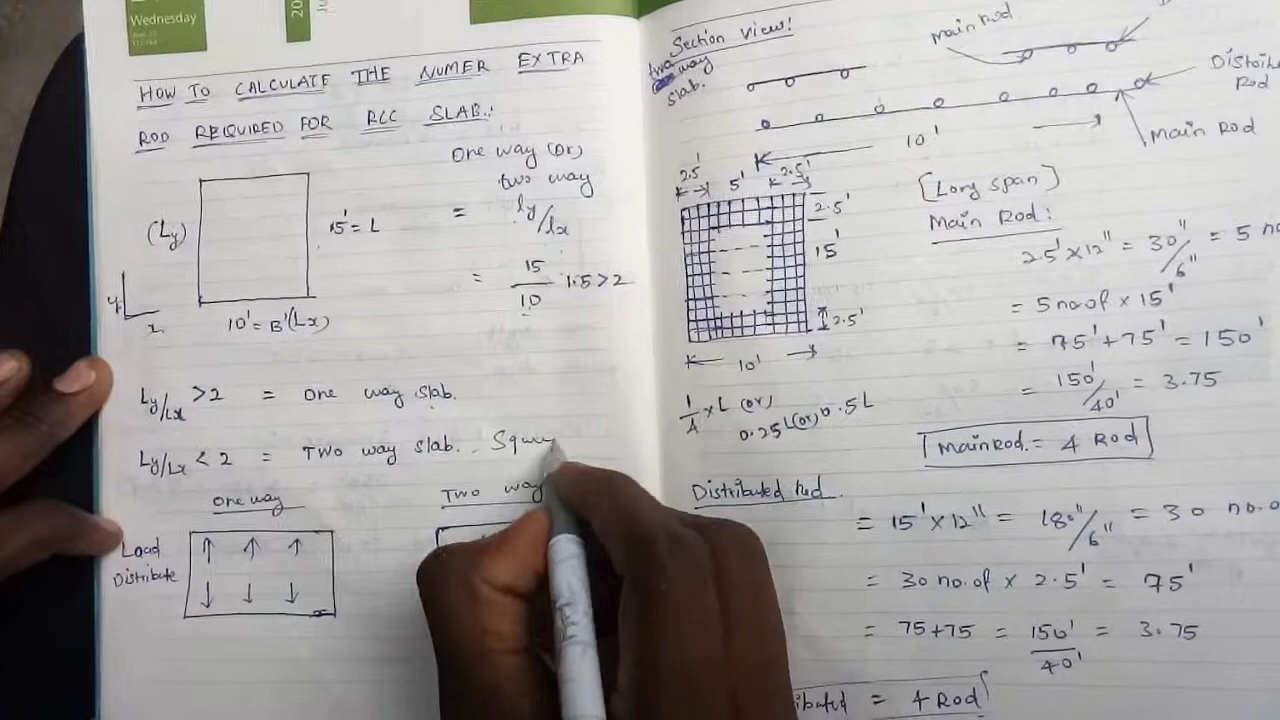 Wednesday
20
HOW TO CALCULATE THE NUMER EXTRA
ROD REQUIRED FOR RCC SLAB:
One way (or)
two way
(Ly)
15' = L
= ly/lx
= 15/10 1.5>2
y
x
10' = B'(Lx)
Ly/Lx >2 = One way slab.
Ly/Lx < 2 = Two way slab.
One way
Two way
Load
Distribute
Section view!
two way
slab.
main Rod
Rod
main Rod
10'
2.5' 5' 2.5'
2.5'
15'
2.5'
10'
1/4 x L (or)
0.25L(or) 0.5L
[Long span]
Main Rod:
2.5' x 12" = 30"/6" = 5 no
= 5 no.of x 15'
= 75' + 75' = 150'
= 150'/40' = 3.75
Main Rod. = 4 Rod
Distributed rod.
= 15' x 12" = 180"/6" = 30 no.o
= 30 no.of x 2.5' = 75'
= 75+75 = 150'/40' = 3.75
ibuted = 4 Rod